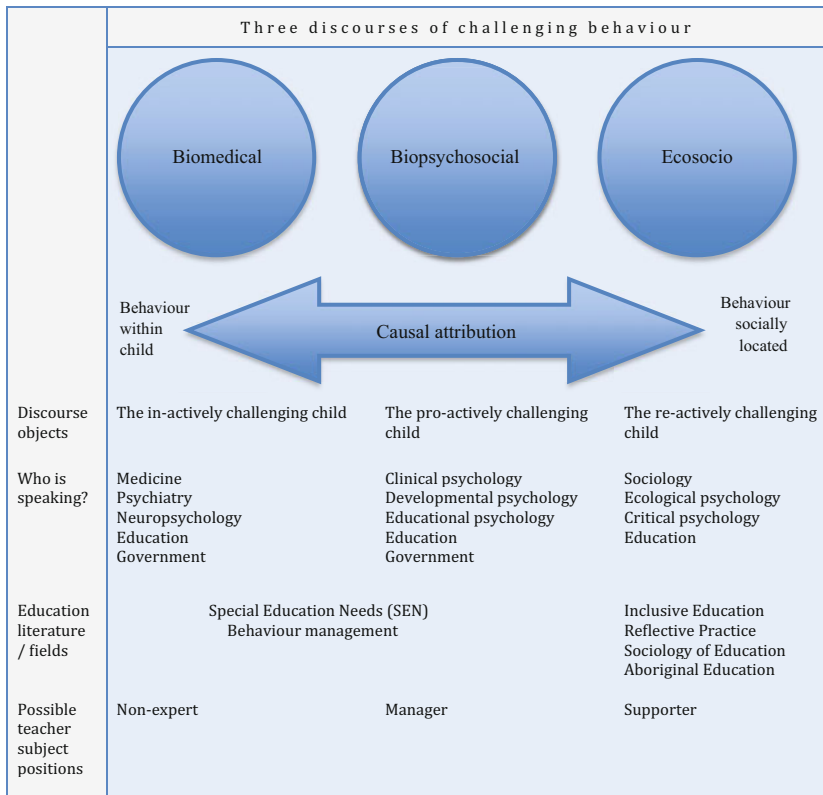 Three discourses of challenging behaviour
Biomedical
Biopsychosocial
Ecosocio
Behaviour
within
child
Causal attribution
Behaviour
socially
located
Discourse
objects
The in-actively challenging child
The pro-actively challenging
child
The re-actively challenging
child
Who is
speaking?
Medicine
Psychiatry
Neuropsychology
Education
Government
Clinical psychology
Developmental psychology
Educational psychology
Education
Government
Sociology
Ecological psychology
Critical psychology
Education
Education
literature
/ fields
Special Education Needs (SEN)
Behaviour management
Inclusive Education
Reflective Practice
Sociology of Education
Aboriginal Education
Possible
teacher
subject
positions
Non-expert
Manager
Supporter